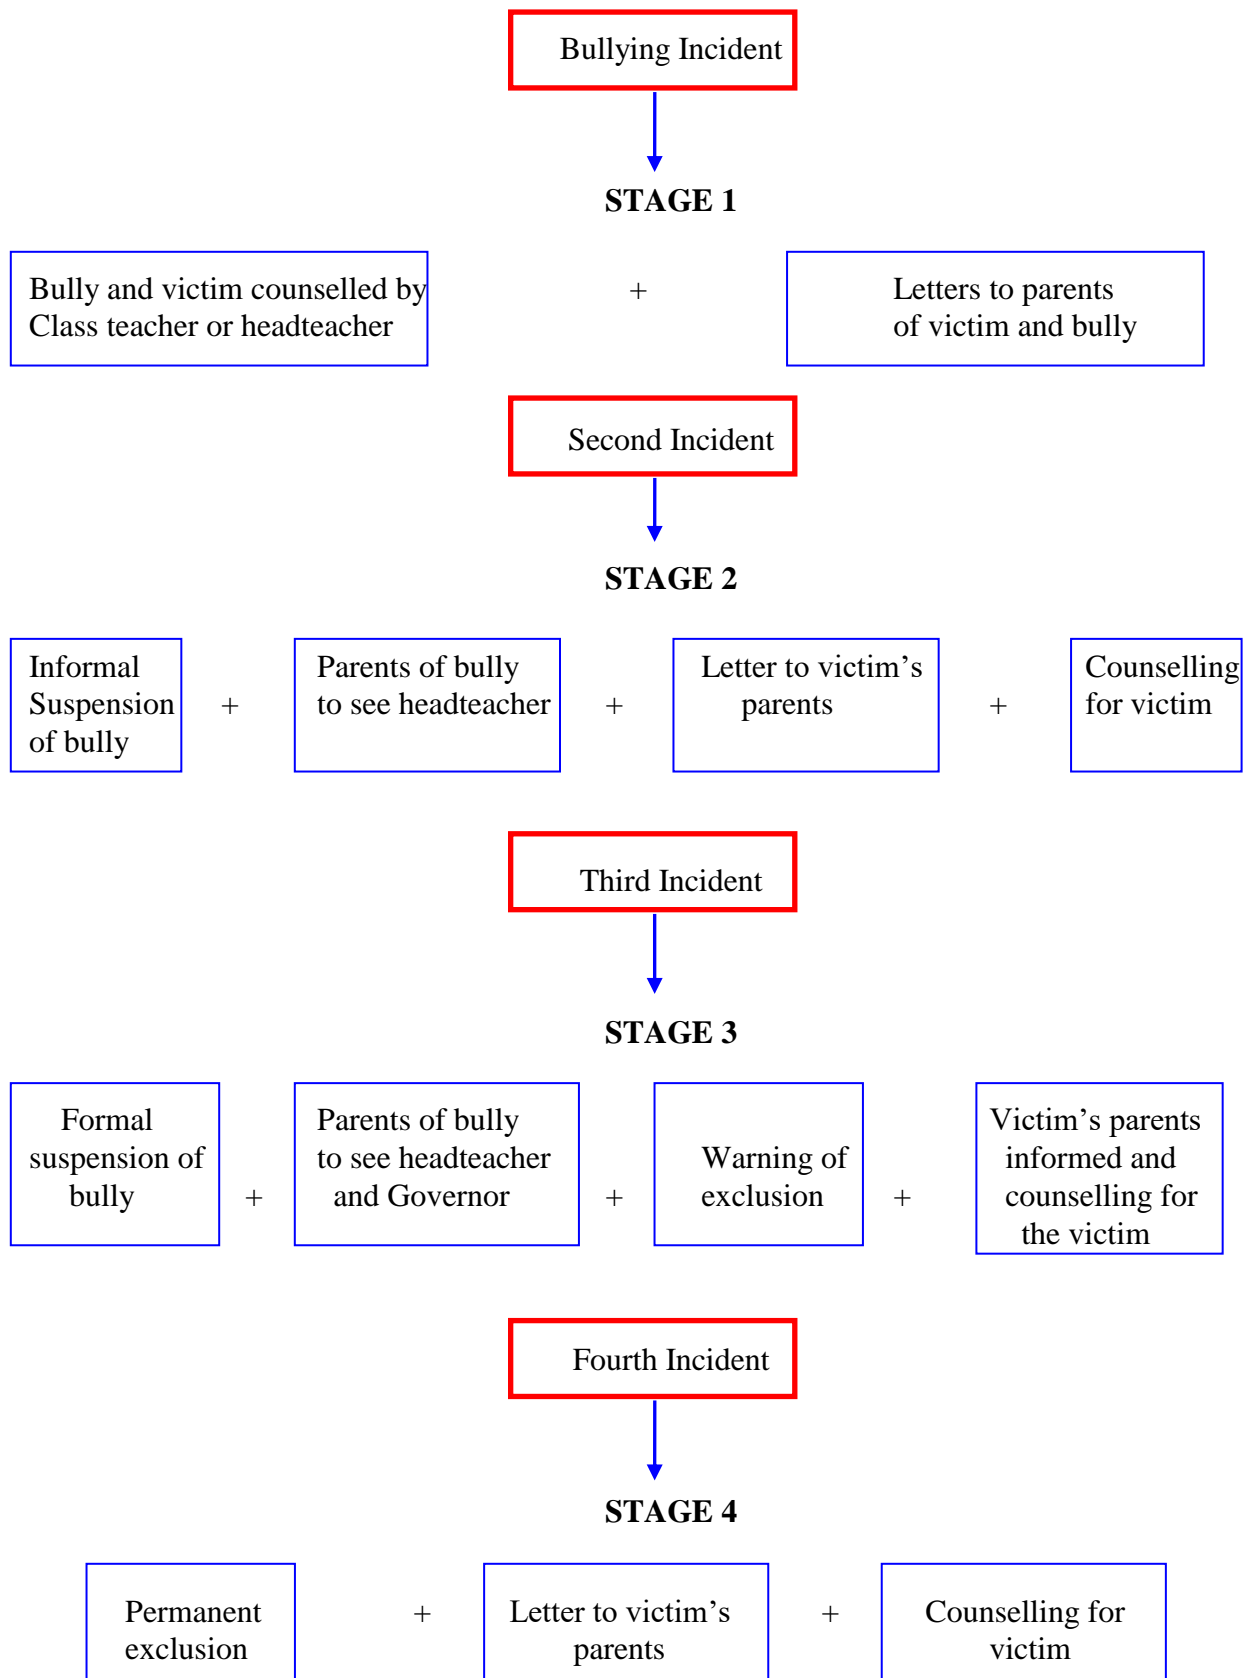 Bullying Incident
STAGE 1
Bully and victim counselled by
Class teacher or headteacher
+
Letters to parents
of victim and bully
Second Incident
STAGE 2
Informal
Suspension
of bully
+
Parents of bully
to see headteacher
+
Letter to victim’s
parents
+
Counselling
for victim
Third Incident
STAGE 3
Formal
suspension of
bully
+
Parents of bully
to see headteacher
and Governor
+
Warning of
exclusion
+
Victim’s parents
informed and
counselling for
the victim
Fourth Incident
STAGE 4
Permanent
exclusion
+
Letter to victim’s
parents
+
Counselling for
victim